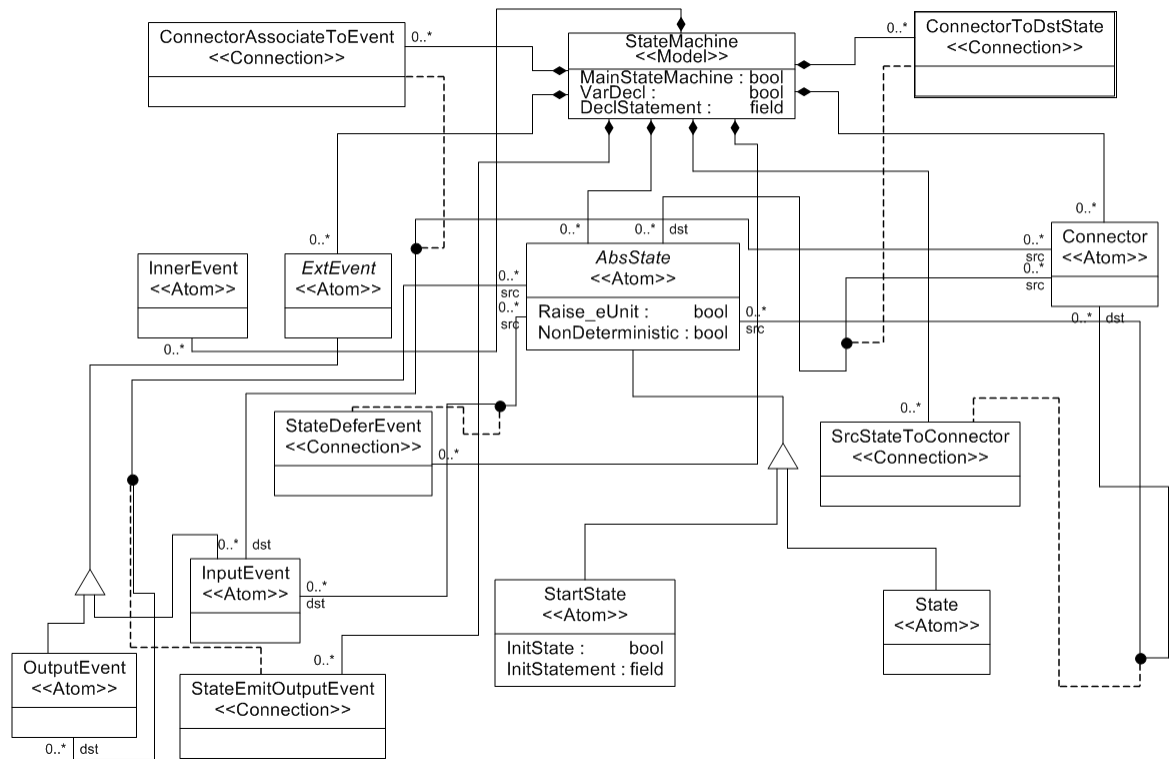 ConnectorAssociateToEvent
<<Connection>>
0..*
StateMachine
<<Model>>
MainStateMachine : bool
VarDecl : bool
DeclStatement : field
0..*
ConnectorToDstState
<<Connection>>
0..*
0..*
0..*
0..*
dst
InnerEvent
<<Atom>>
0..*
ExtEvent
<<Atom>>
AbsState
<<Atom>>
Raise_eUnit : bool
NonDeterministic : bool
0..*
src
0..*
src
0..*
src
Connector
<<Atom>>
0..*
src
0..*
src
0..*
dst
StateDeferEvent
<<Connection>>
0..*
0..*
SrcStateToConnector
<<Connection>>
0..*
dst
InputEvent
<<Atom>>
0..*
dst
StartState
<<Atom>>
InitState : bool
InitStatement : field
State
<<Atom>>
OutputEvent
<<Atom>>
0..*
dst
0..*
StateEmitOutputEvent
<<Connection>>